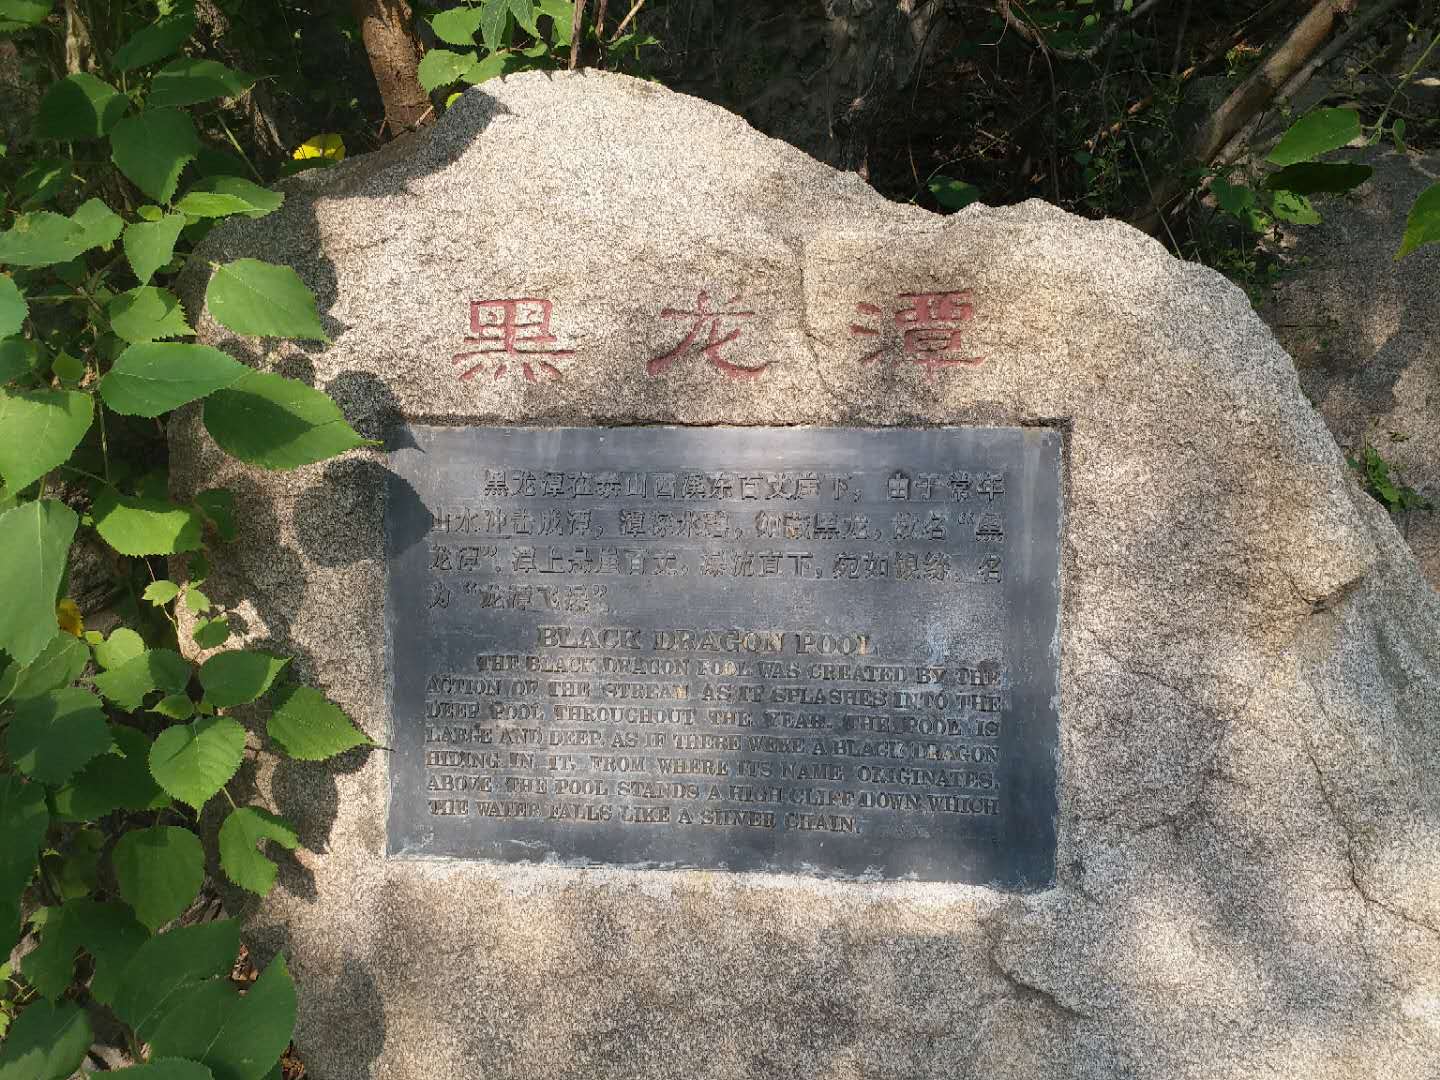 黑龙潭
黑龙潭在泰山西溪东百丈崖下，由于常年
山水冲击成潭，潭深水暗，如藏黑龙，故名“黑
龙潭”。潭上丹崖百丈，瀑流直下，宛如银练，名
为“龙潭飞瀑”
BLACK DRAGON POOL
THE BLACK DRAGON POOL WAS CREATED BY THE
ACTION OF THE STREAM AS IT SPLASHES INTO THE
DEEP POOL THROUGHOUT THE YEAR. THE POOL IS
LARGE AND DEEP AS IF THERE WERE A BLACK DRAGON
HIDING IN IT, FROM WHERE ITS NAME ORIGINATES.
ABOVE THE POOL STANDS A HIGH CLIFF DOWN WHICH
THE WATER FALLS LIKE A SILVER CHAIN.